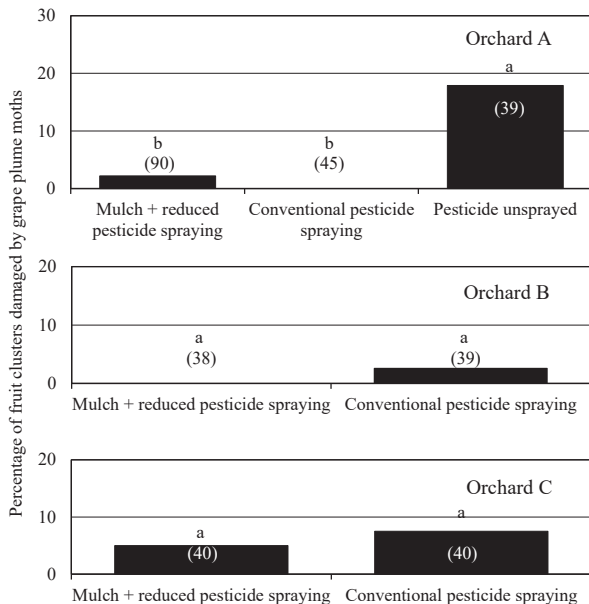 Percentage of fruit clusters damaged by grape plume moths
30
20
10
0
Orchard A
b
(90)
b
(45)
a
(39)
Mulch + reduced
pesticide spraying
Conventional pesticide
spraying
Pesticide unsprayed
20
10
0
Orchard B
a
(38)
a
(39)
Mulch + reduced pesticide spraying
Conventional pesticide spraying
20
10
0
Orchard C
a
(40)
a
(40)
Mulch + reduced pesticide spraying
Conventional pesticide spraying